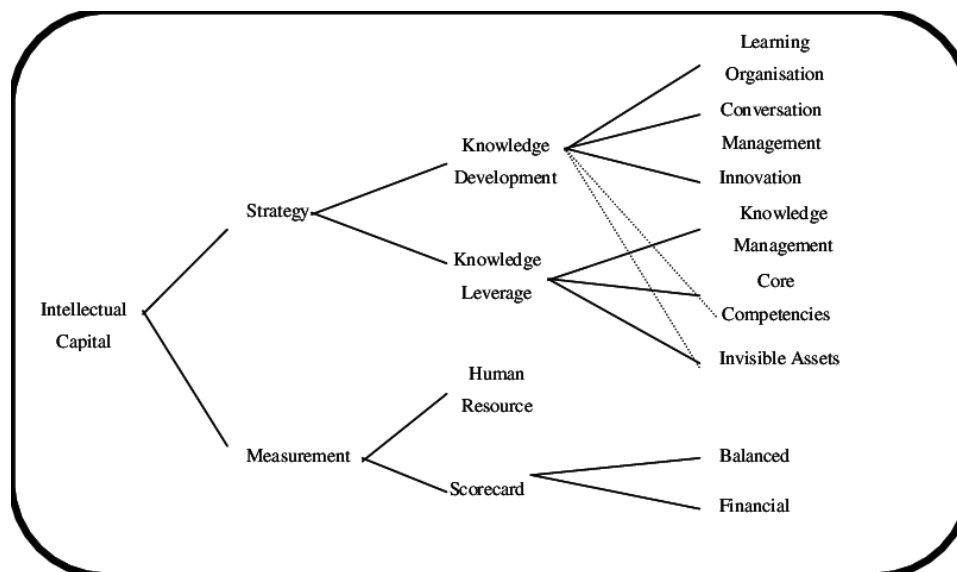 Intellectual
Capital
Strategy
Measurement
Knowledge
Development
Knowledge
Leverage
Human
Resource
Scorecard
Learning
Organisation
Conversation
Management
Innovation
Knowledge
Management
Core
Competencies
Invisible Assets
Balanced
Financial